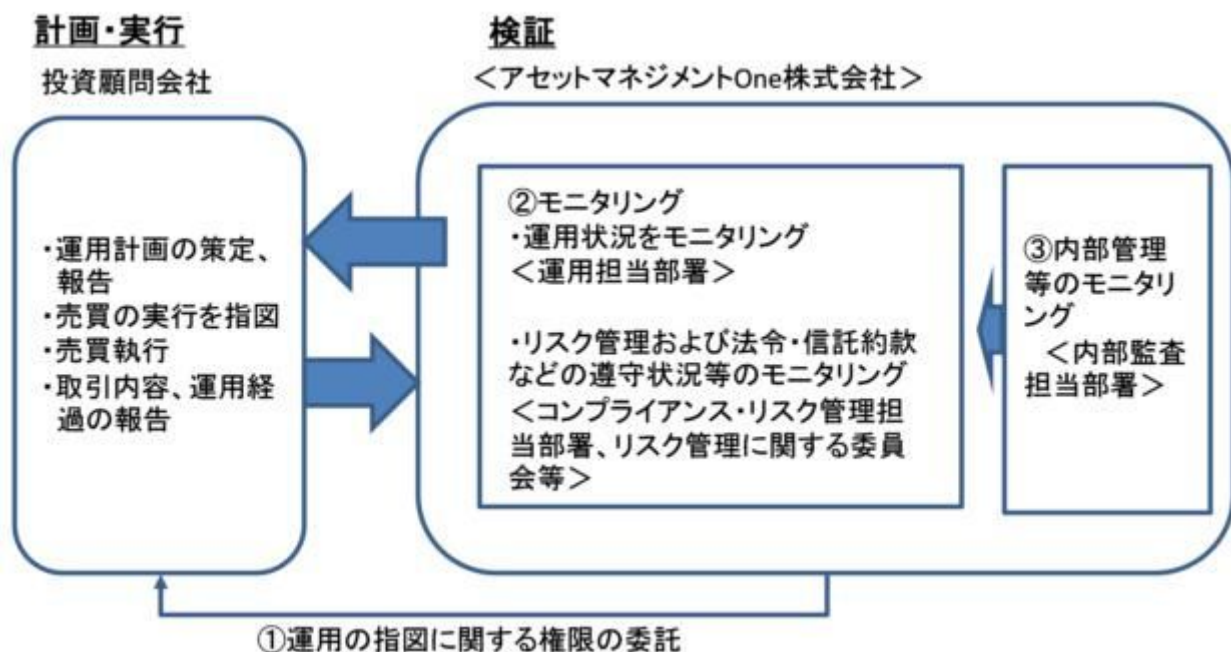 計画・実行
投資顧問会社
・運用計画の策定、
報告
・売買の実行を指図
・売買執行
・取引内容、運用経
過の報告
検証
＜アセットマネジメントOne株式会社＞
②モニタリング
・運用状況をモニタリング
＜運用担当部署＞
・リスク管理および法令・信託約款
などの遵守状況等のモニタリング
＜コンプライアンス・リスク管理担
当部署、リスク管理に関する委員
会等＞
③内部管理
等のモニタリ
ング
＜内部監査
担当部署＞
①運用の指図に関する権限の委託